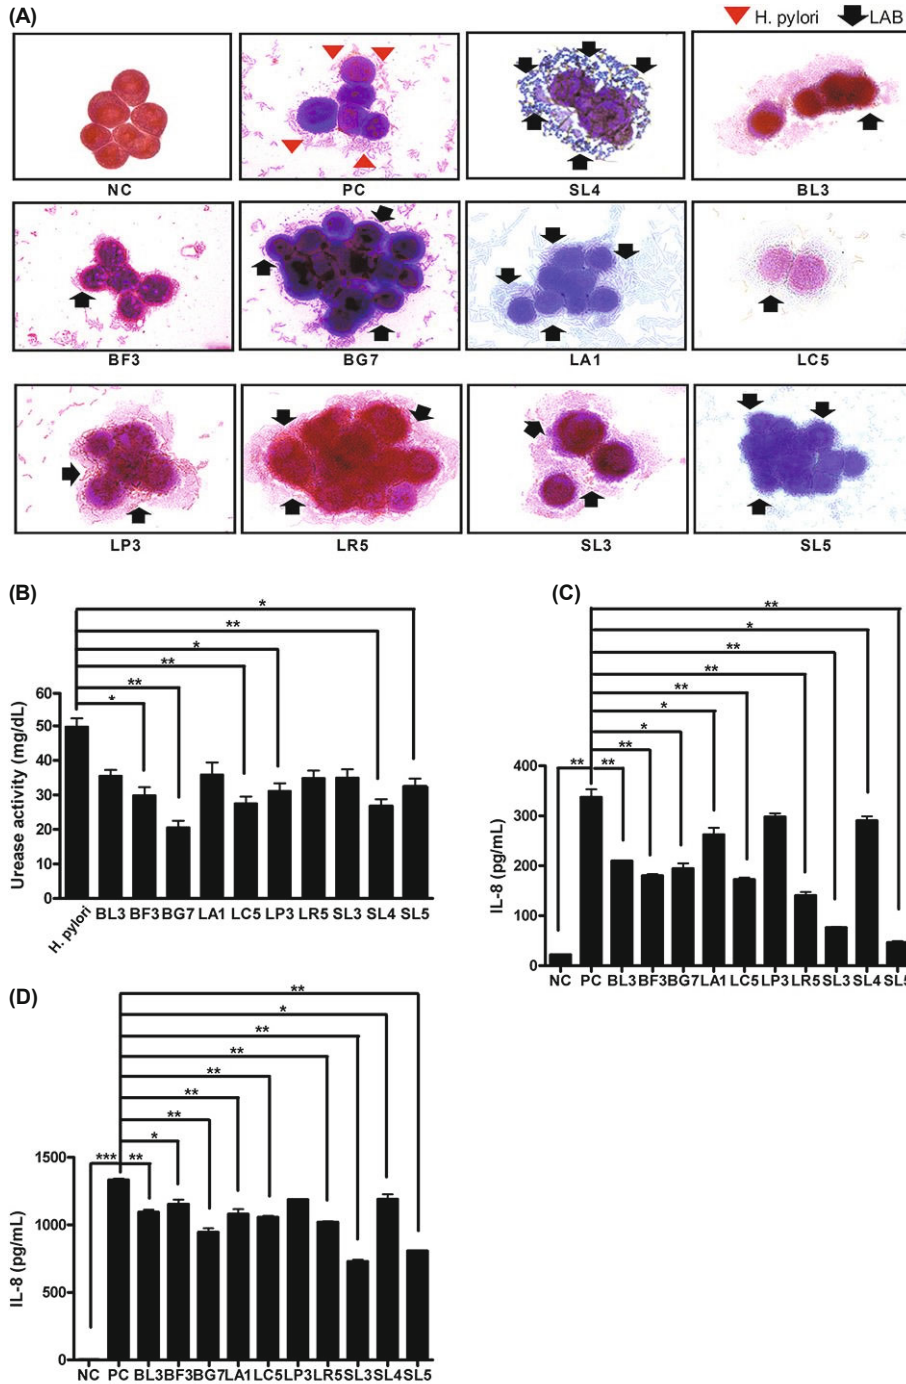 (A)
H. pylori LAB
NC PC SL4 BL3
BF3 BG7 LA1 LC5
LP3 LR5 SL3 SL5
(B)
*
**
*
**
**
*
Urease activity (mg/dL)
60
50
40
30
20
10
0
H. pylori BL3 BF3 BG7 LA1 LC5 LP3 LR5 SL3 SL4 SL5
(C)
**
*
**
**
**
*
*
**
** **
IL-8 (pg/mL)
400
300
200
100
0
NC PC BL3 BF3 BG7 LA1 LC5 LP3 LR5 SL3 SL4 SL5
(D)
**
*
**
**
**
**
**
*
*** **
IL-8 (pg/mL)
1500
1000
500
0
NC PC BL3 BF3 BG7 LA1 LC5 LP3 LR5 SL3 SL4 SL5